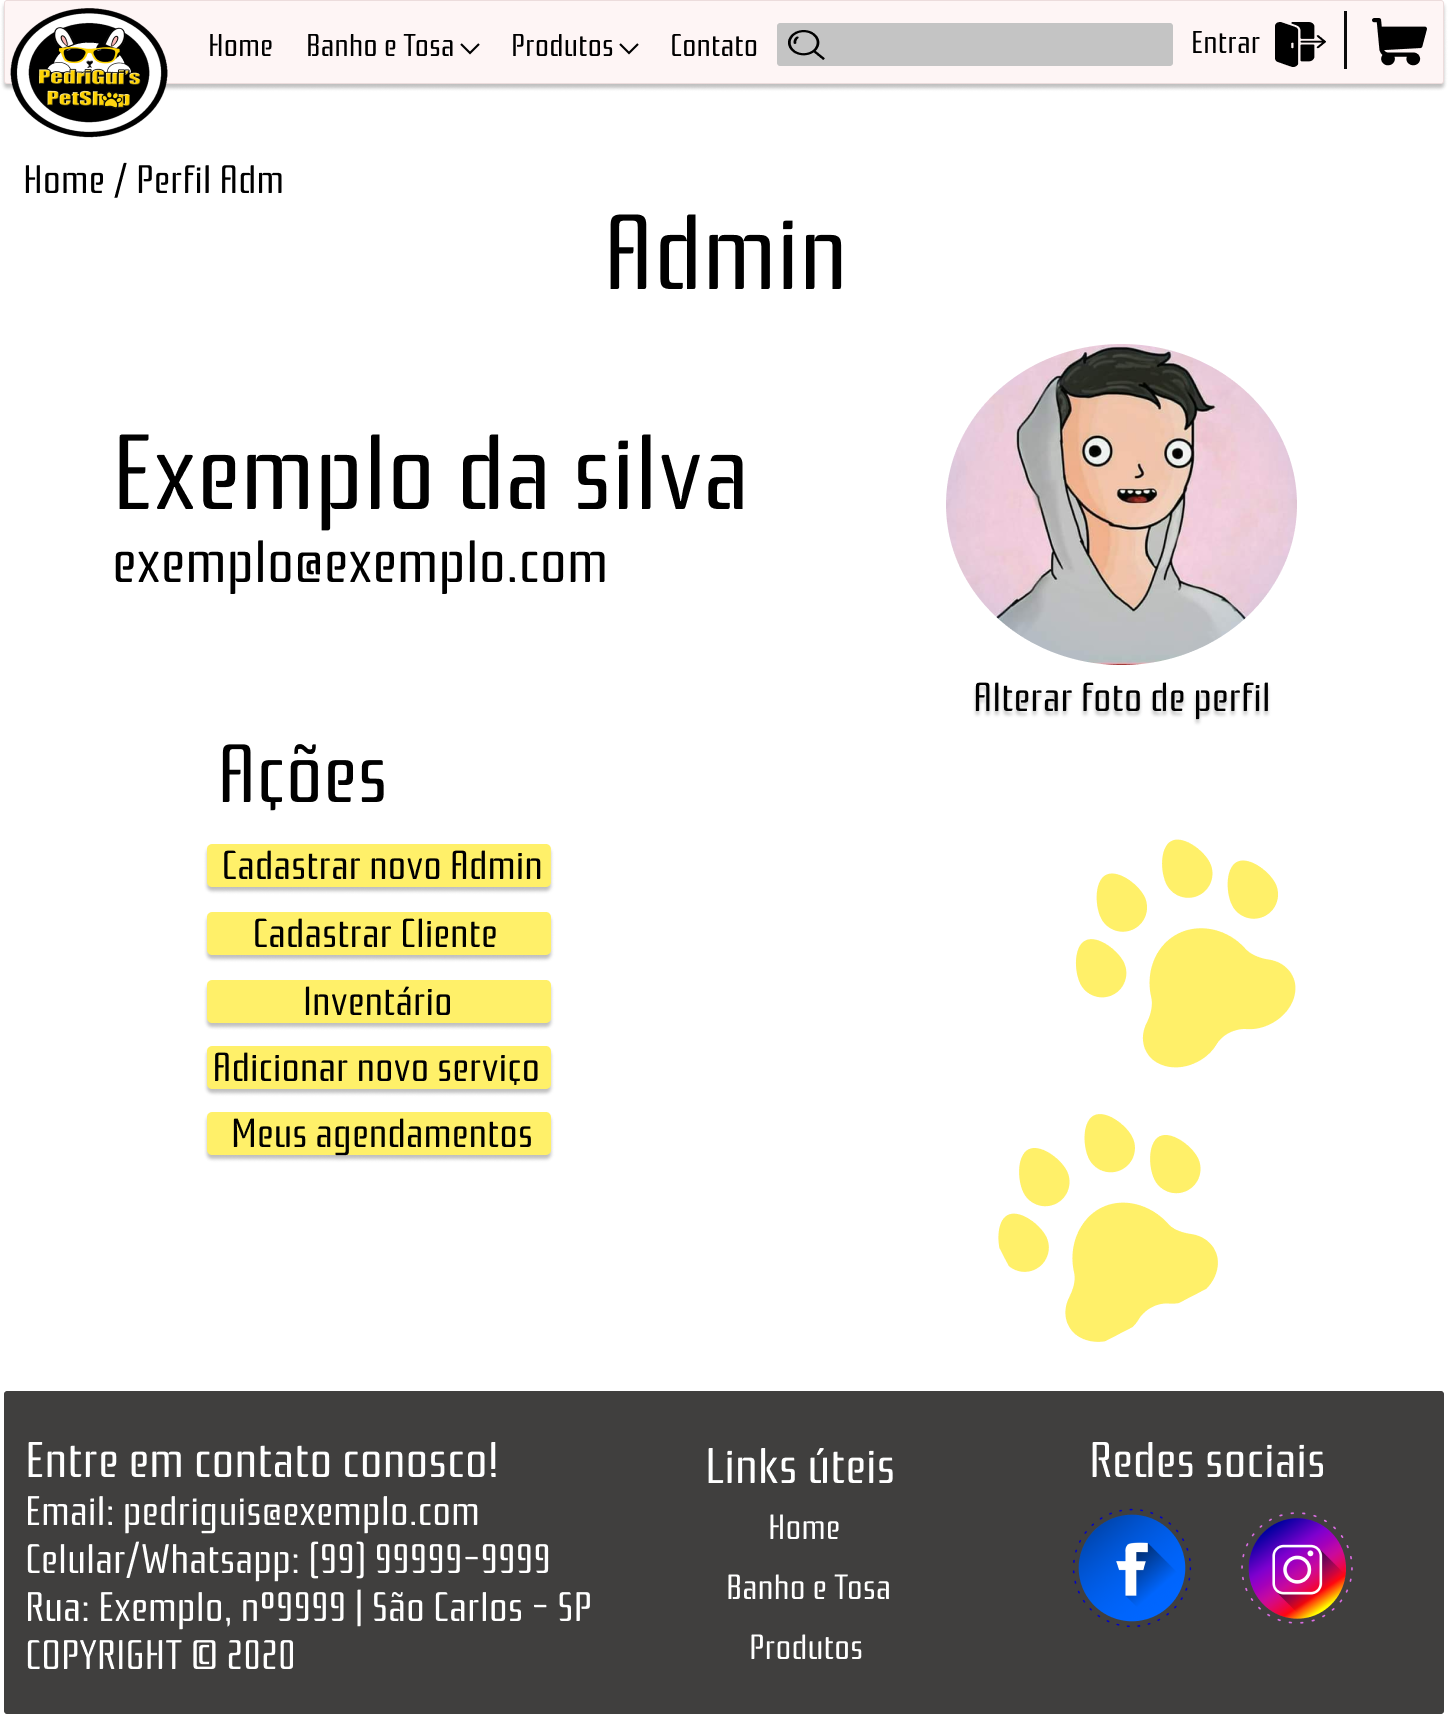 PedriGui's
PetShop
Home Banho e Tosa Produtos Contato Entrar
Home / Perfil Adm
Admin
Exemplo da silva
exemplo@exemplo.com
Alterar foto de perfil
Ações
Cadastrar novo Admin
Cadastrar Cliente
Inventário
Adicionar novo serviço
Meus agendamentos
Entre em contato conosco!
Email: pedriguis@exemplo.com
Celular/Whatsapp: (99) 99999-9999
Rua: Exemplo, nº9999 | São Carlos - SP
COPYRIGHT © 2020
Links úteis
Home
Banho e Tosa
Produtos
Redes sociais